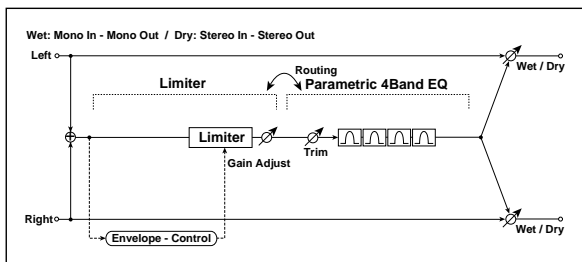 Wet: Mono In - Mono Out / Dry: Stereo In - Stereo Out
Left
Wet / Dry
Routing
Limiter
Parametric 4Band EQ
Limiter
Gain Adjust
Trim
Right
Envelope - Control
Wet / Dry